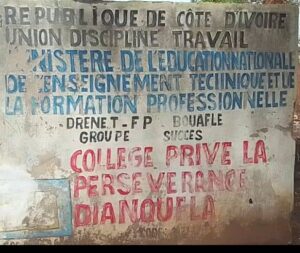 REPUBLIQUE DE CÔTE D'IVOIRE
UNION DISCIPLINE TRAVAIL
MINISTERE DE L'EDUCATION NATIONALE
DE L'ENSEIGNEMENT TECHNIQUE ET DE
LA FORMATION PROFESSIONNELLE
DRENET-FP BOUAFLE
GROUPE SUCCES
COLLEGE PRIVE LA
PERSEVERANCE
DIANOUFLA